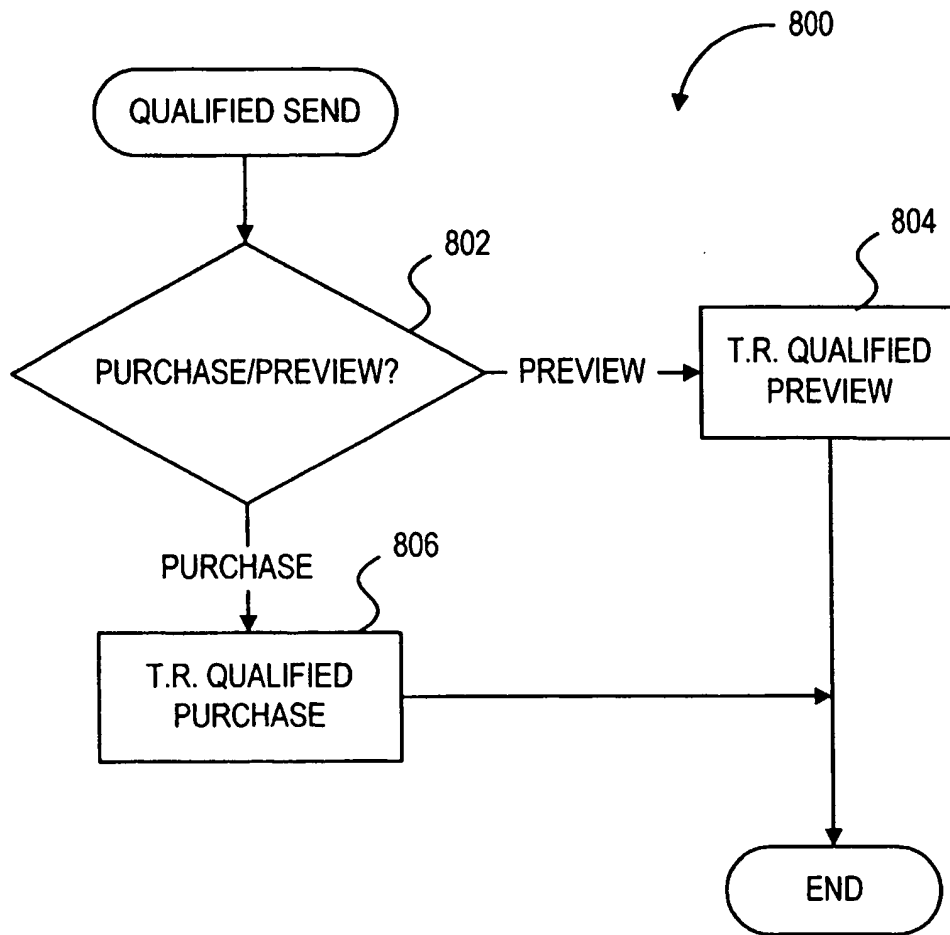 800
QUALIFIED SEND
802
804
PURCHASE/PREVIEW?
PREVIEW
T.R. QUALIFIED
PREVIEW
PURCHASE
806
T.R. QUALIFIED
PURCHASE
END